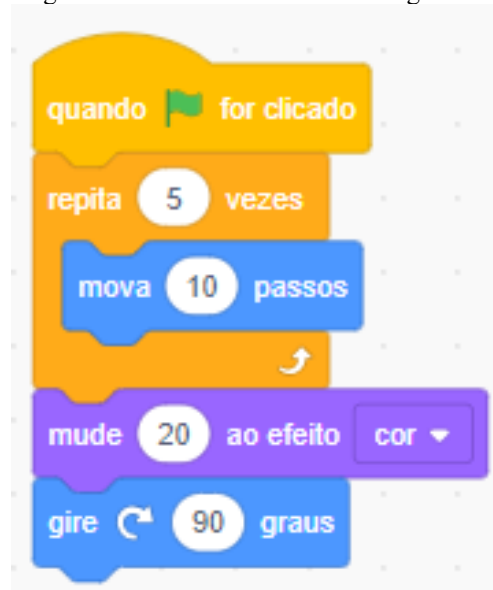 quando for clicado
repita 5 vezes
mova 10 passos
mude 20 ao efeito cor
gire 90 graus